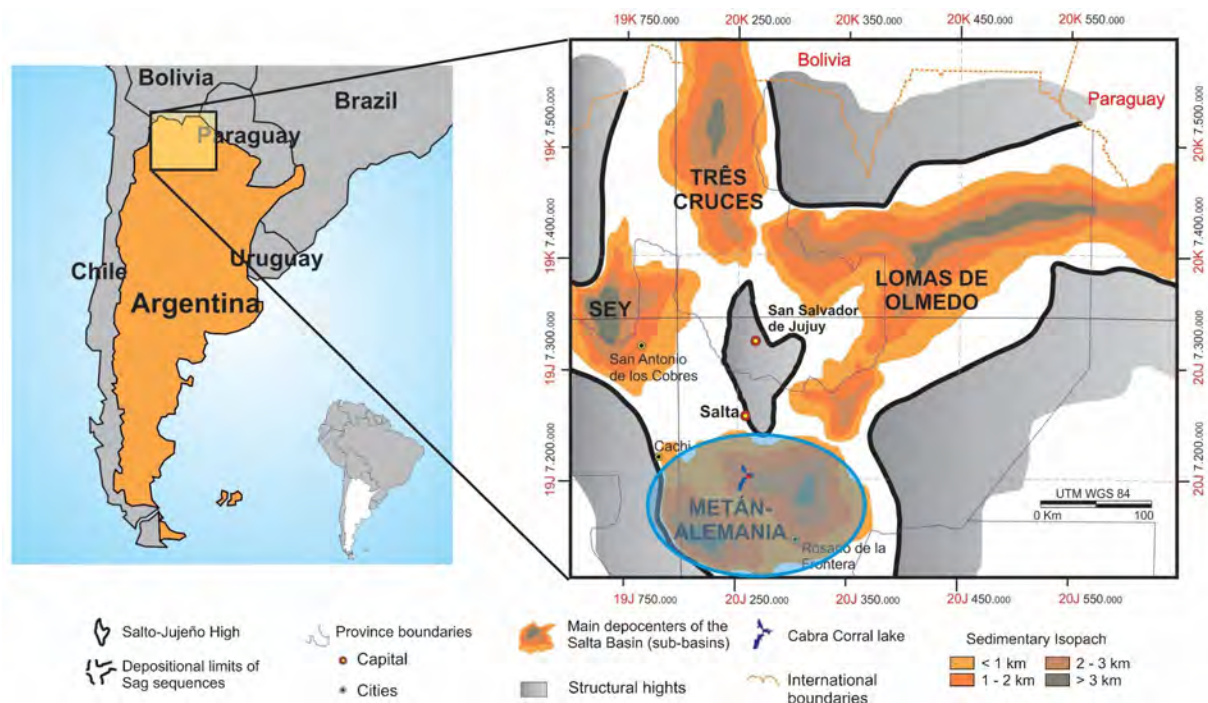 Bolivia
Brazil
Paraguay
Uruguay
Chile
Argentina
19K 750.000
20K 250.000
20K 350.000
20K 450.000
20K 550.000
Bolivia
Paraguay
19K 7.500.000
20K 7.500.000
TRÊS
CRUCES
19K 7.400.000
20K 7.400.000
LOMAS DE
OLMEDO
SEY
San Salvador
de Jujuy
19J 7.300.000
20J 7.300.000
San Antonio
de los Cobres
Salta
Cachi
19J 7.200.000
20J 7.200.000
METÁN-
ALEMANIA
Rosario de la
Frontera
UTM WGS 84
0 Km
100
19J 750.000
20J 250.000
20J 350.000
20J 450.000
20J 550.000
Salto-Jujeño High
Depositional limits of
Sag sequences
Province boundaries
Capital
Cities
Main depocenters of the
Salta Basin (sub-basins)
Structural hights
Cabra Corral lake
International
boundaries
Sedimentary Isopach
< 1 km
2 - 3 km
1 - 2 km
> 3 km